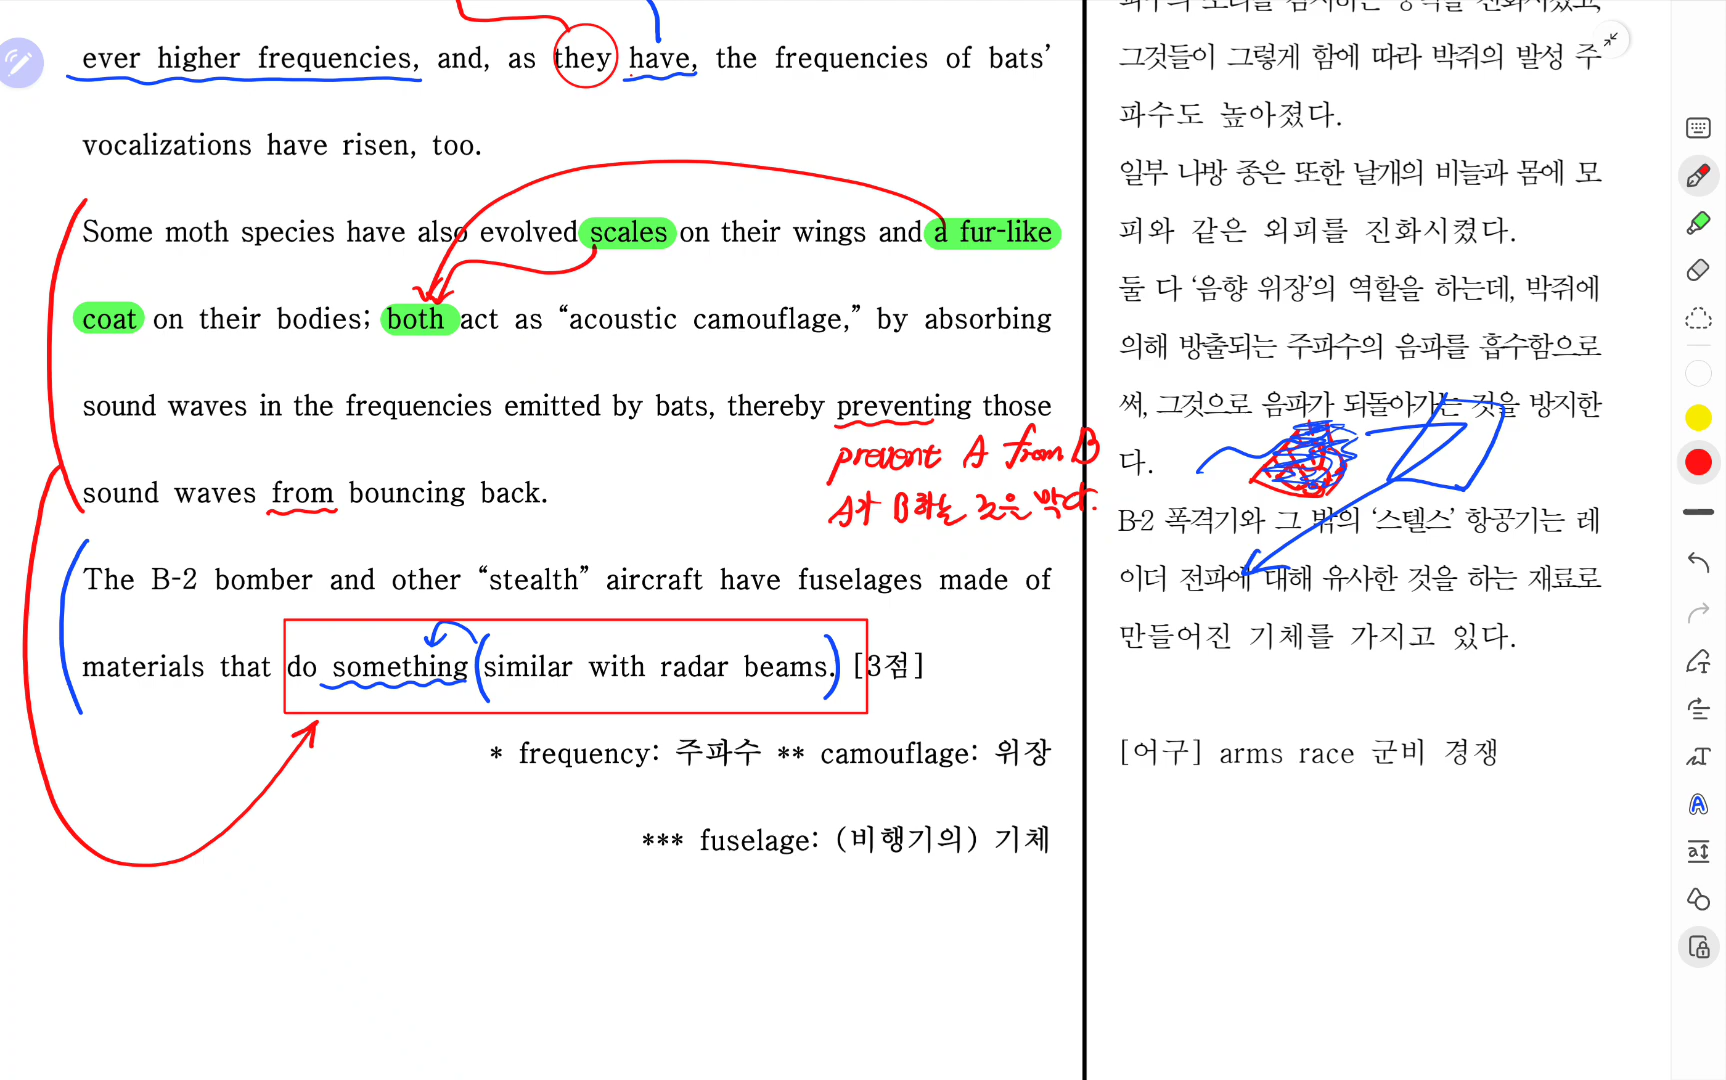 ever higher frequencies, and, as they have, the frequencies of bats’
vocalizations have risen, too.
Some moth species have also evolved scales on their wings and a fur-like
coat on their bodies; both act as “acoustic camouflage,” by absorbing
sound waves in the frequencies emitted by bats, thereby preventing those
prevent A from B
sound waves from bouncing back.
A가 B하는 것은 막다.
The B-2 bomber and other “stealth” aircraft have fuselages made of
materials that do something (similar with radar beams.) [3점]
* frequency: 주파수 ** camouflage: 위장
*** fuselage: (비행기의) 기체
그것들이 그렇게 함에 따라 박쥐의 발성 주
파수도 높아졌다.
일부 나방 종은 또한 날개의 비늘과 몸에 모
피와 같은 외피를 진화시켰다.
둘 다 ‘음향 위장’의 역할을 하는데, 박쥐에
의해 방출되는 주파수의 음파를 흡수함으로
써, 그것으로 음파가 되돌아가는 것을 방지한
다.
B-2 폭격기와 그 밖의 ‘스텔스’ 항공기는 레
이더 전파에 대해 유사한 것을 하는 재료로
만들어진 기체를 가지고 있다.
[어구] arms race 군비 경쟁